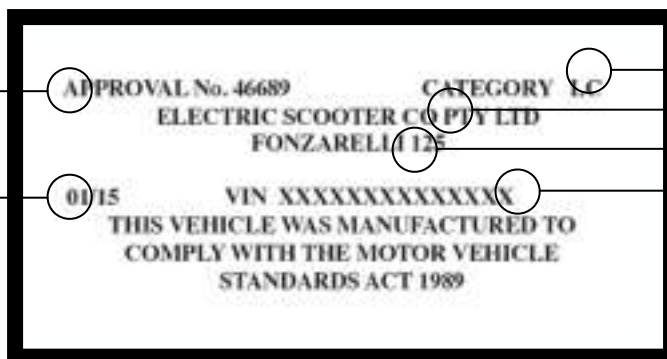 APPROVAL No. 46689 CATEGORY LC
ELECTRIC SCOOTER CO PTY LTD
FONZARELLI 125
01/15 VIN XXXXXXXXXXXXXX
THIS VEHICLE WAS MANUFACTURED TO
COMPLY WITH THE MOTOR VEHICLE
STANDARDS ACT 1989